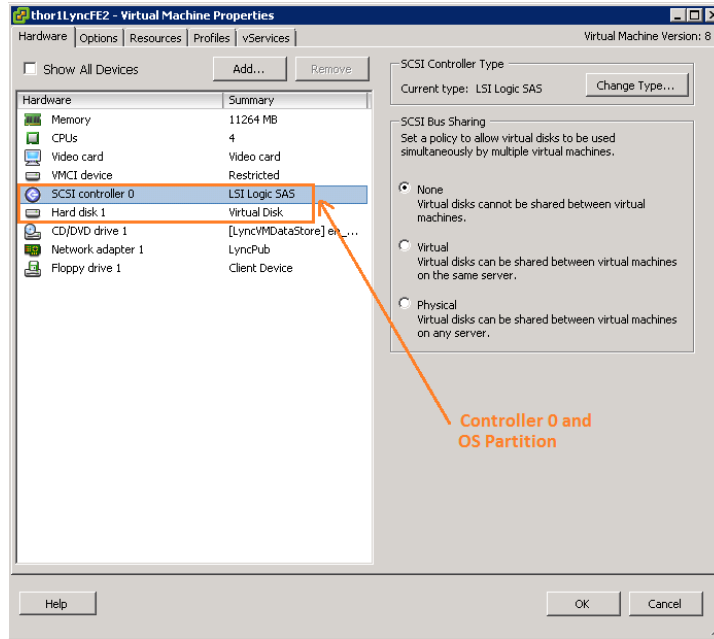 thor1LyncFE2 - Virtual Machine Properties
Hardware Options Resources Profiles vServices Virtual Machine Version: 8
Show All Devices Add... Remove
Hardware Summary
Memory 11264 MB
CPUs 4
Video card Video card
VMCI device Restricted
SCSI controller 0 LSI Logic SAS
Hard disk 1 Virtual Disk
CD/DVD drive 1 [LyncVMDataStore] en_...
Network adapter 1 LyncPub
Floppy drive 1 Client Device
SCSI Controller Type
Current type: LSI Logic SAS Change Type...
SCSI Bus Sharing
Set a policy to allow virtual disks to be used
simultaneously by multiple virtual machines.
None
Virtual disks cannot be shared between virtual
machines.
Virtual
Virtual disks can be shared between virtual machines
on the same server.
Physical
Virtual disks can be shared between virtual machines
on any server.
Controller 0 and
OS Partition
Help OK Cancel